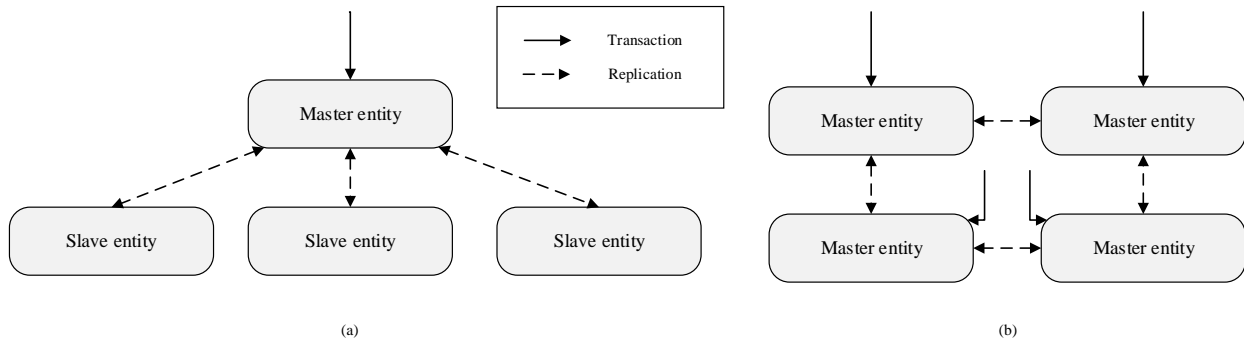 Transaction
Replication
Master entity
Slave entity
Slave entity
Slave entity
(a)
Master entity
Master entity
Master entity
Master entity
(b)